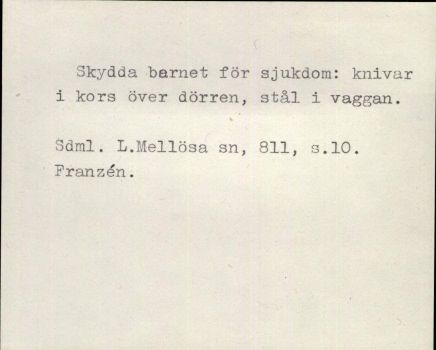 Skydda barnet för sjukdom: knivar
i kors över dörren, stål i vaggan.
Sdml. L.Mellösa sn, 811, s.10.
Franzén.